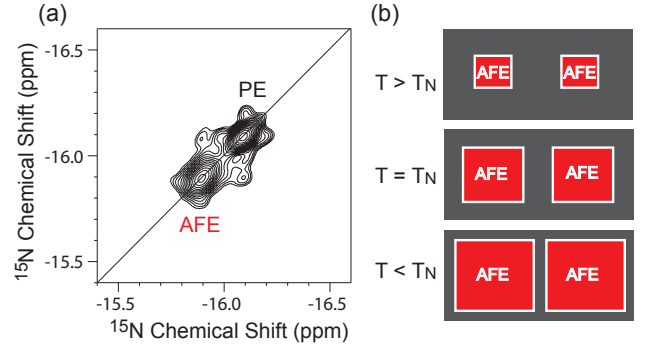 (a)
(b)
-16.5
-16.0
-15.5
15N Chemical Shift (ppm)
PE
AFE
-15.5 -16.0 -16.5
15N Chemical Shift (ppm)
T > TN
AFE AFE
T = TN
AFE AFE
T < TN
AFE AFE